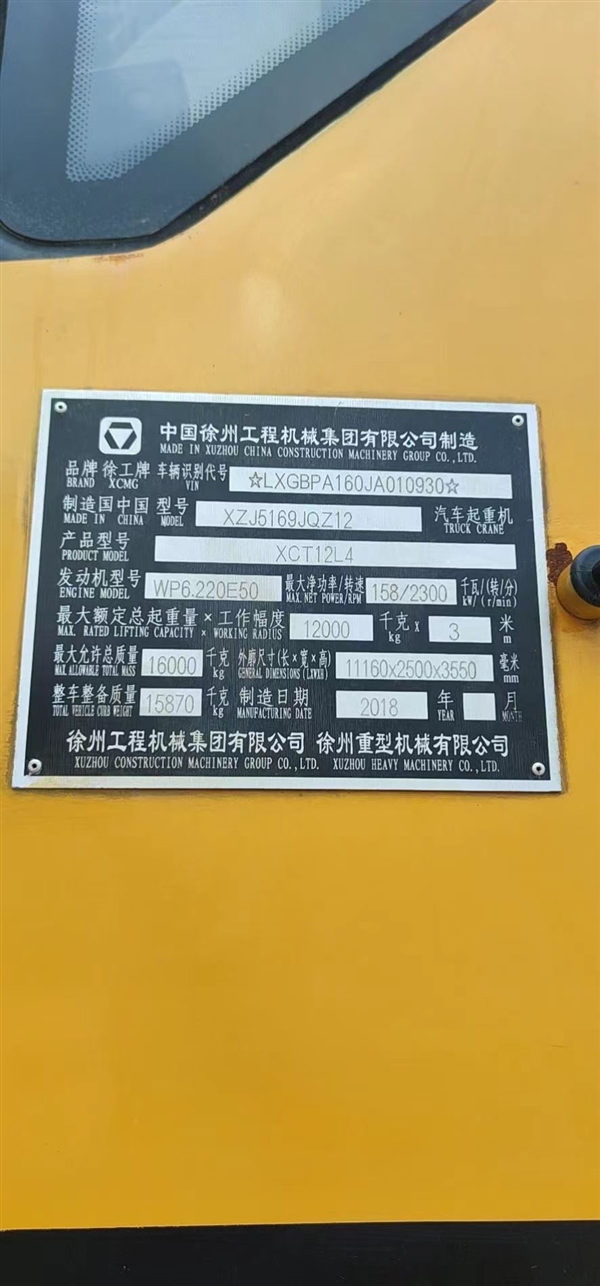 中国徐州工程机械集团有限公司制造
MADE IN XUZHOU CHINA CONSTRUCTION MACHINERY GROUP CO.,LTD.
品牌 徐工牌 车辆识别代号 ☆LXGBPA160JA010930☆
BRAND XCMG VIN
制造国中国 型号 XZJ5169JQZ12 汽车起重机
MADE IN CHINA MODEL TRUCK CRANE
产品型号 XCT12L4
PRODUCT MODEL
发动机型号 WP6.220E50 最大净功率/转速 158/2300 千瓦/(转/分)
ENGINE MODEL MAX. NET POWER/RPM kW/(r/min)
最大额定总起重量×工作幅度 12000 千克 x 3 米
MAX. RATED LIFTING CAPACITY × WORKING RADIUS kg m
最大允许总质量 16000 千克 外廓尺寸(长×宽×高) 11160x2500x3550 毫米
MAX ALLOWABLE TOTAL MASS kg GENERAL DIMENSIONS (LXWXH) mm
整车整备质量 15870 千克 制造日期 2018 年 月
TOTAL VEHICLE CURB WEIGHT kg MANUFACTURING DATE YEAR MONTH
徐州工程机械集团有限公司 徐州重型机械有限公司
XUZHOU CONSTRUCTION MACHINERY GROUP CO.,LTD. XUZHOU HEAVY MACHINERY CO.,LTD.